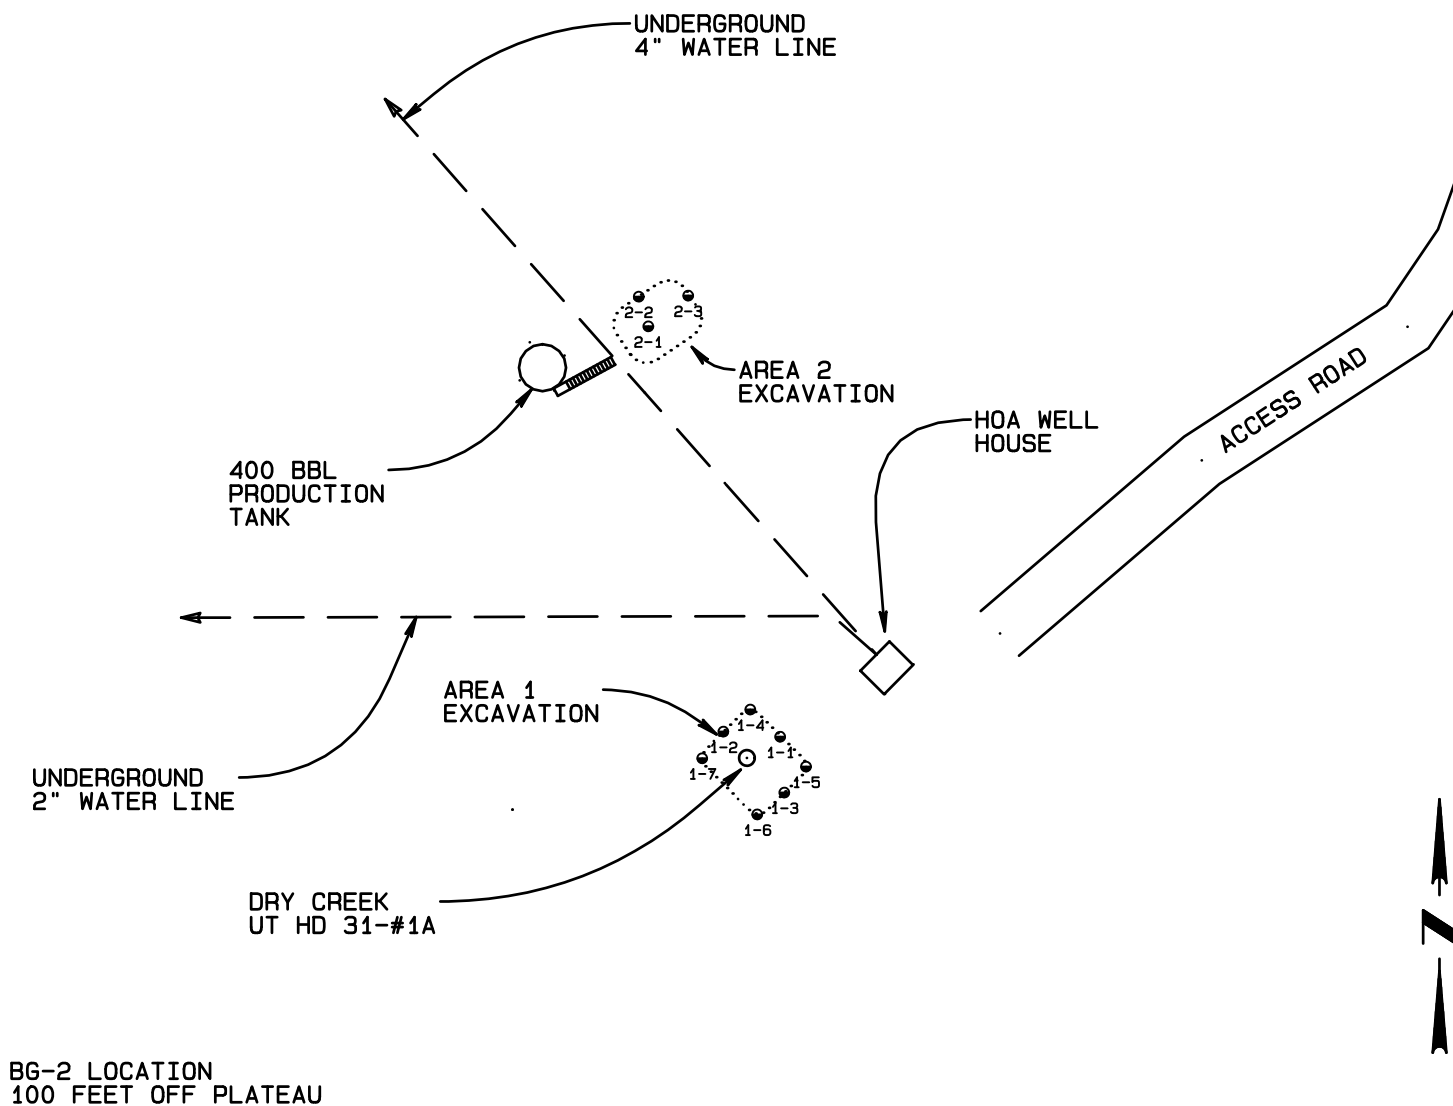 UNDERGROUND
4" WATER LINE
2-2
2-3
2-1
AREA 2
EXCAVATION
ACCESS ROAD
HOA WELL
HOUSE
400 BBL
PRODUCTION
TANK
AREA 1
EXCAVATION
1-4
1-2
1-1
1-7
1-5
1-3
1-6
UNDERGROUND
2" WATER LINE
DRY CREEK
UT HD 31-#1A
N
BG-2 LOCATION
100 FEET OFF PLATEAU